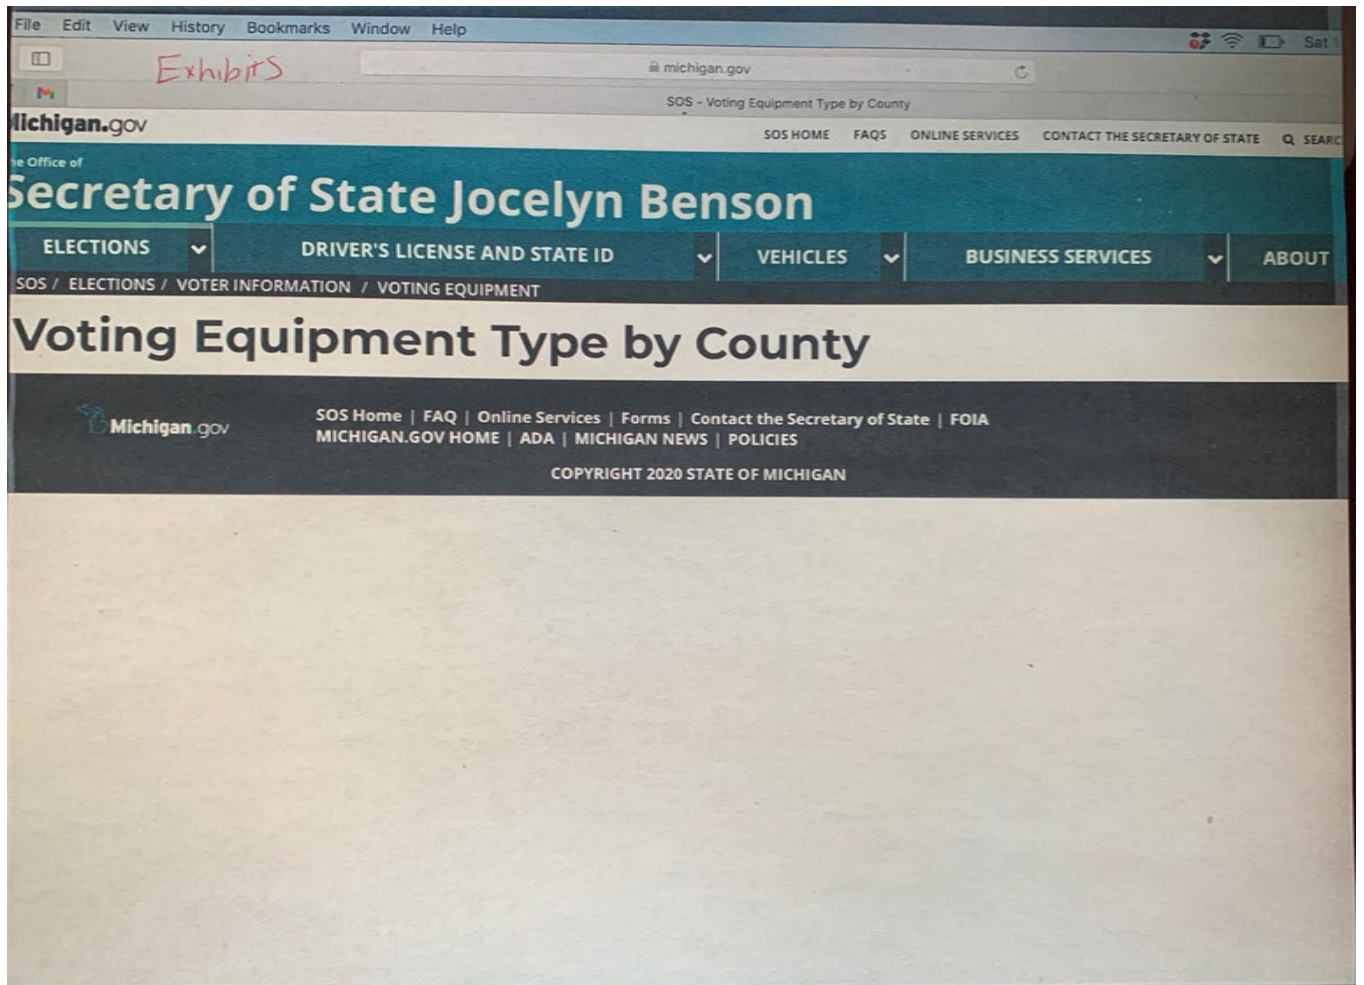 File Edit View History Bookmarks Window Help
Sat
Exhibits
michigan.gov
SOS - Voting Equipment Type by County
Michigan.gov
SOS HOME FAQS ONLINE SERVICES CONTACT THE SECRETARY OF STATE SEARC
he Office of
Secretary of State Jocelyn Benson
ELECTIONS DRIVER'S LICENSE AND STATE ID VEHICLES BUSINESS SERVICES ABOUT
SOS / ELECTIONS / VOTER INFORMATION / VOTING EQUIPMENT
Voting Equipment Type by County
Michigan.gov
SOS Home | FAQ | Online Services | Forms | Contact the Secretary of State | FOIA
MICHIGAN.GOV HOME | ADA | MICHIGAN NEWS | POLICIES
COPYRIGHT 2020 STATE OF MICHIGAN